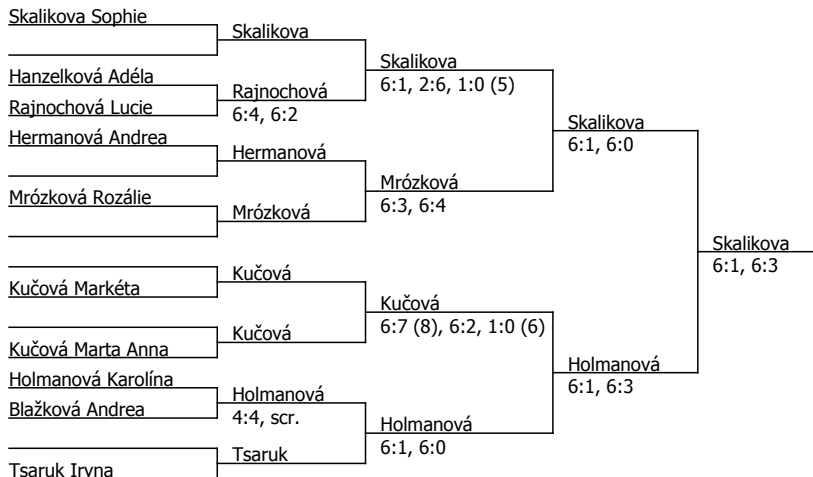 Skalikova Sophie
Hanzelková Adéla
Rajnochová Lucie
Hermanová Andrea
Mrózková Rozálie
Kučová Markéta
Kučová Marta Anna
Holmanová Karolína
Blažková Andrea
Tsaruk Iryna
Skalikova
Rajnochová
6:4, 6:2
Hermanová
Mrózková
Kučová
Kučová
Holmanová
4:4, scr.
Tsaruk
Skalikova
6:1, 2:6, 1:0 (5)
Mrózková
6:3, 6:4
Kučová
6:7 (8), 6:2, 1:0 (6)
Holmanová
6:1, 6:0
Skalikova
6:1, 6:0
Holmanová
6:1, 6:3
Skalikova
6:1, 6:3